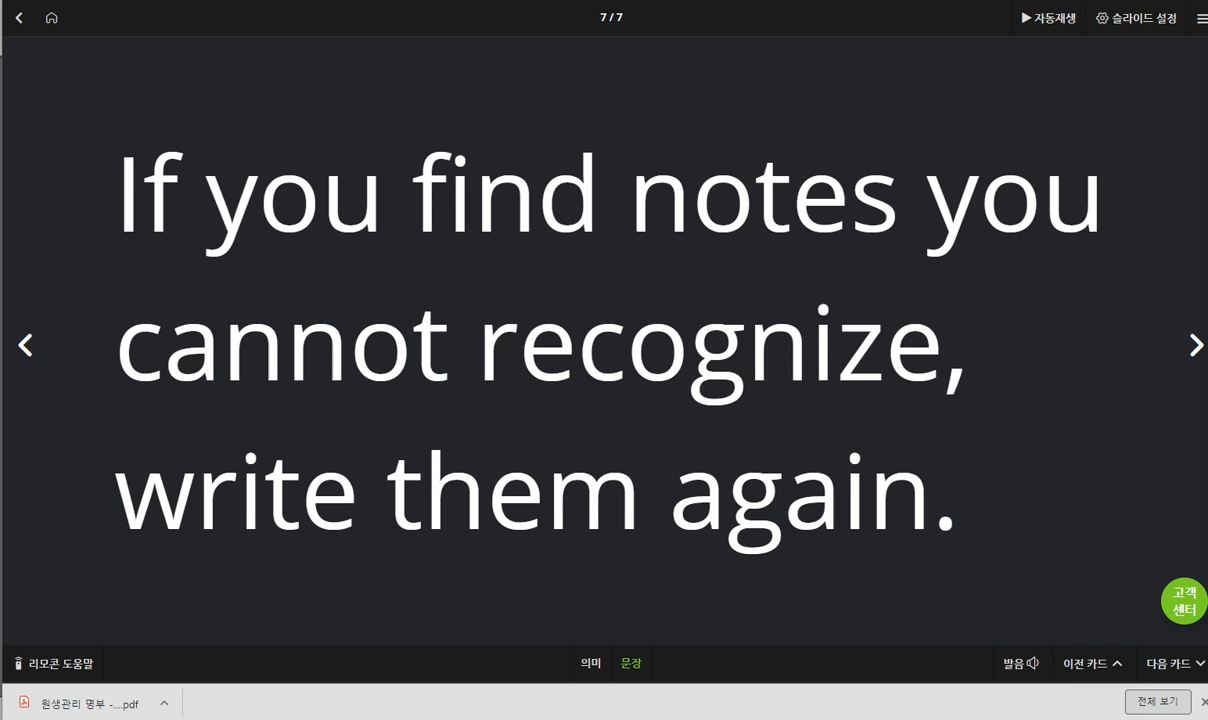 7 / 7
자동재생
슬라이드 설정
If you find notes you
cannot recognize,
write them again.
고객
센터
리모콘 도움말
의미
문장
발음
이전 카드
다음 카드
원생관리 명부 -....pdf
전체 보기